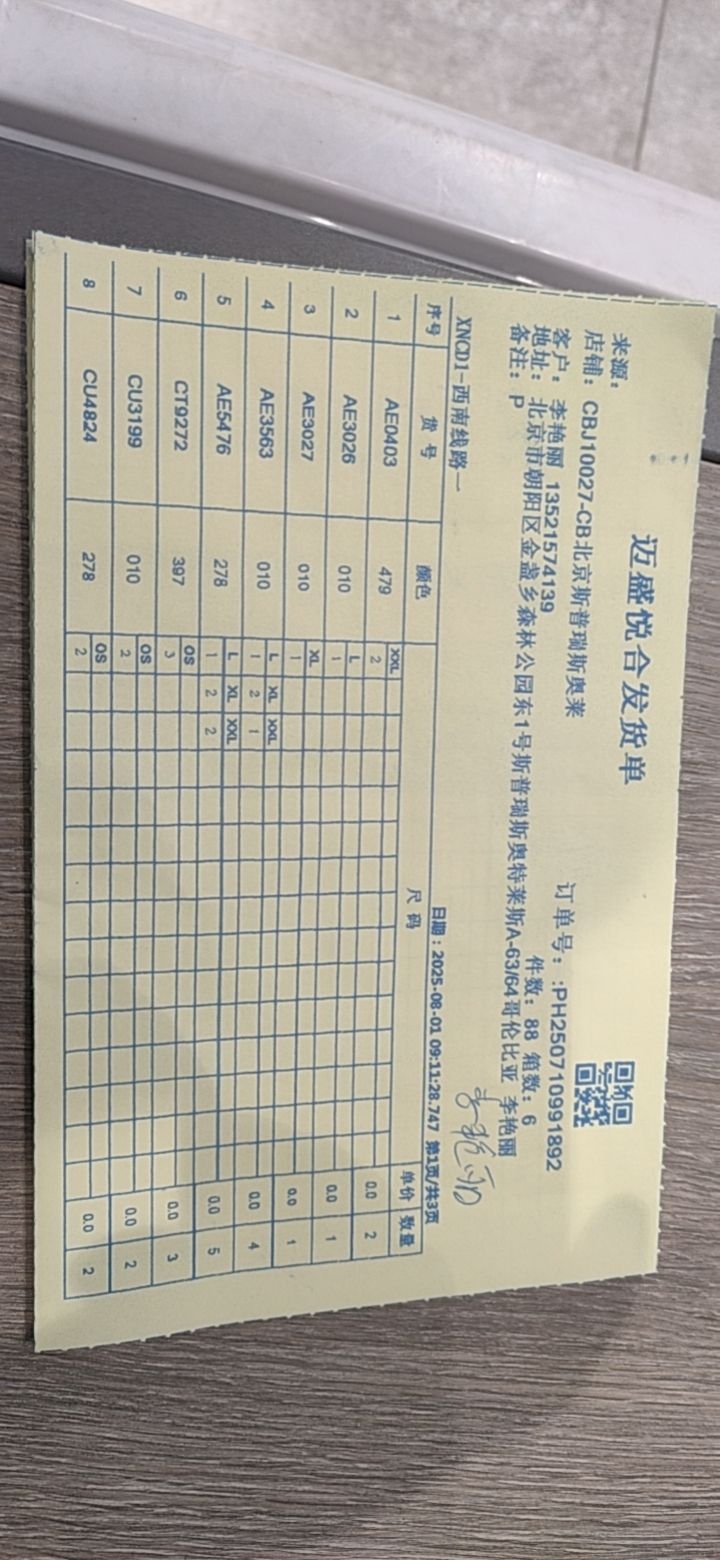 迈盛悦合发货单
来源：
店铺：CBJ10027-CB北京斯普瑞斯奥莱
订单号：:PH250710991892
客户：李艳丽 13521574139
件数：88 箱数：6
地址：北京市朝阳区金盏乡森林公园东1号斯普瑞斯奥特莱斯A-63/64哥伦比亚 李艳丽
备注：P
李艳丽
XNCD1-西南线路一
日期：2025-08-01 09:11:28.747 第1页/共3页
序号 货号 颜色 尺码 单价 数量
XXL
1 AE0403 479 2 0.0 2
L
2 AE3026 010 1 0.0 1
XL
3 AE3027 010 1 0.0 1
L XL XXL
4 AE3563 010 1 2 1 0.0 4
L XL XXL
5 AE5476 278 1 2 2 0.0 5
OS
6 CT9272 397 3 0.0 3
OS
7 CU3199 010 2 0.0 2
OS
8 CU4824 278 2 0.0 2